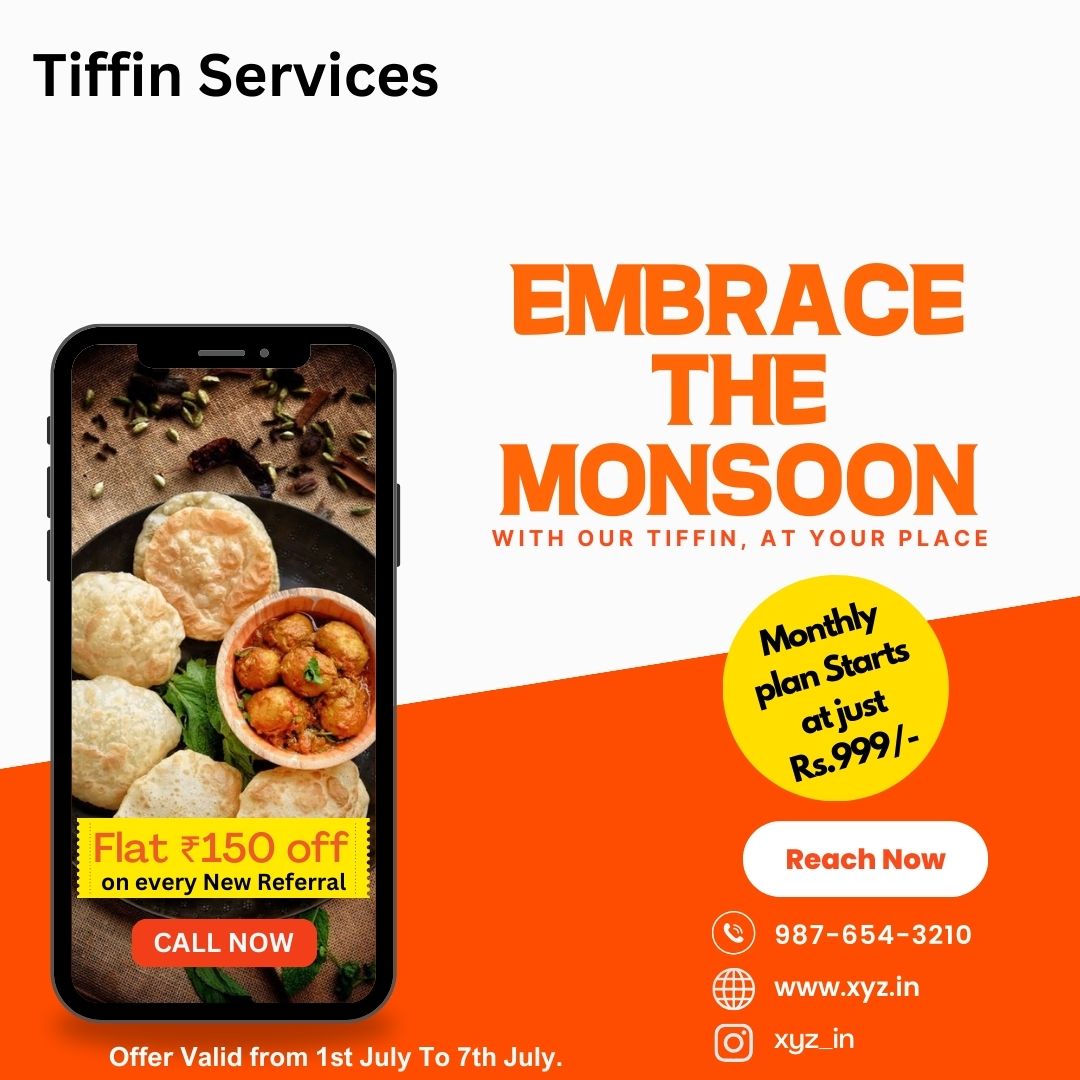 Tiffin Services
EMBRACE
THE
MONSOON
WITH OUR TIFFIN, AT YOUR PLACE
Monthly
plan Starts
at just
Rs.999/-
Flat ₹150 off
on every New Referral
CALL NOW
Reach Now
987-654-3210
www.xyz.in
xyz_in
Offer Valid from 1st July To 7th July.